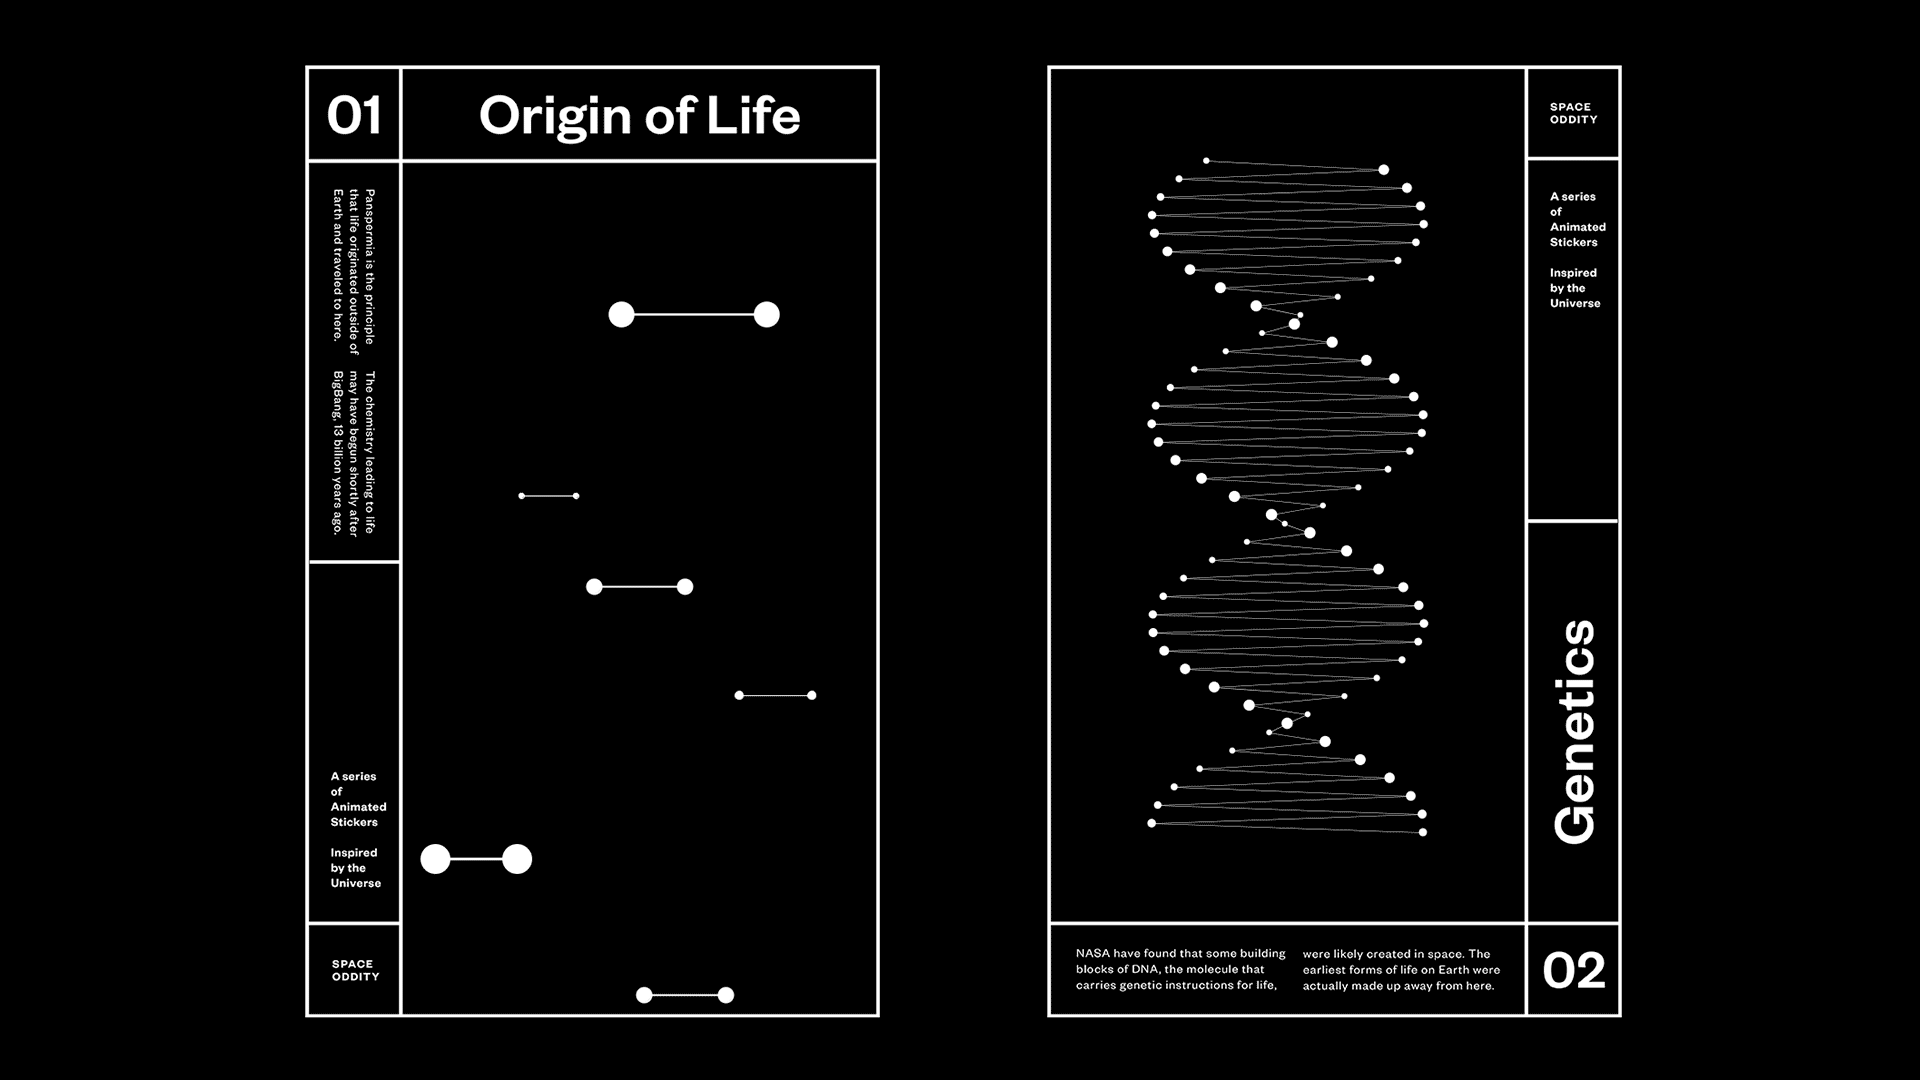 01
Origin of Life
Panspermia is the principle
that life originated outside of
Earth and traveled to here.
The chemistry leading to life
may have begun shortly after
BigBang, 13 billion years ago.
A series
of
Animated
Stickers
Inspired
by the
Universe
SPACE
ODDITY
SPACE
ODDITY
A series
of
Animated
Stickers
Inspired
by the
Universe
Genetics
NASA have found that some building
blocks of DNA, the molecule that
carries genetic instructions for life,
were likely created in space. The
earliest forms of life on Earth were
actually made up away from here.
02